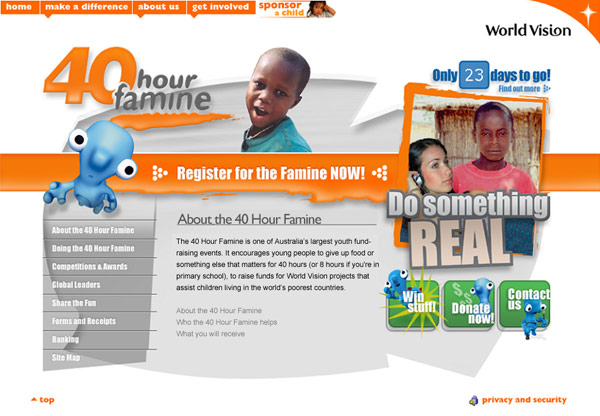 home
make a difference
about us
get involved
sponsor
a child
World Vision
40 hour
famine
Only 23 days to go!
Find out more
Register for the Famine NOW!
Do something
REAL
About the 40 Hour Famine
Doing the 40 Hour Famine
Competitions & Awards
Global Leaders
Share the Fun
Forms and Receipts
Banking
Site Map
About the 40 Hour Famine
The 40 Hour Famine is one of Australia's largest youth fund-
raising events. It encourages young people to give up food or
something else that matters for 40 hours (or 8 hours if you're in
primary school), to raise funds for World Vision projects that
assist children living in the world's poorest countries.
About the 40 Hour Famine
Who the 40 Hour Famine helps
What you will receive
Win
stuff!
$
$
Donate
now!
Contact
us
top
privacy and security